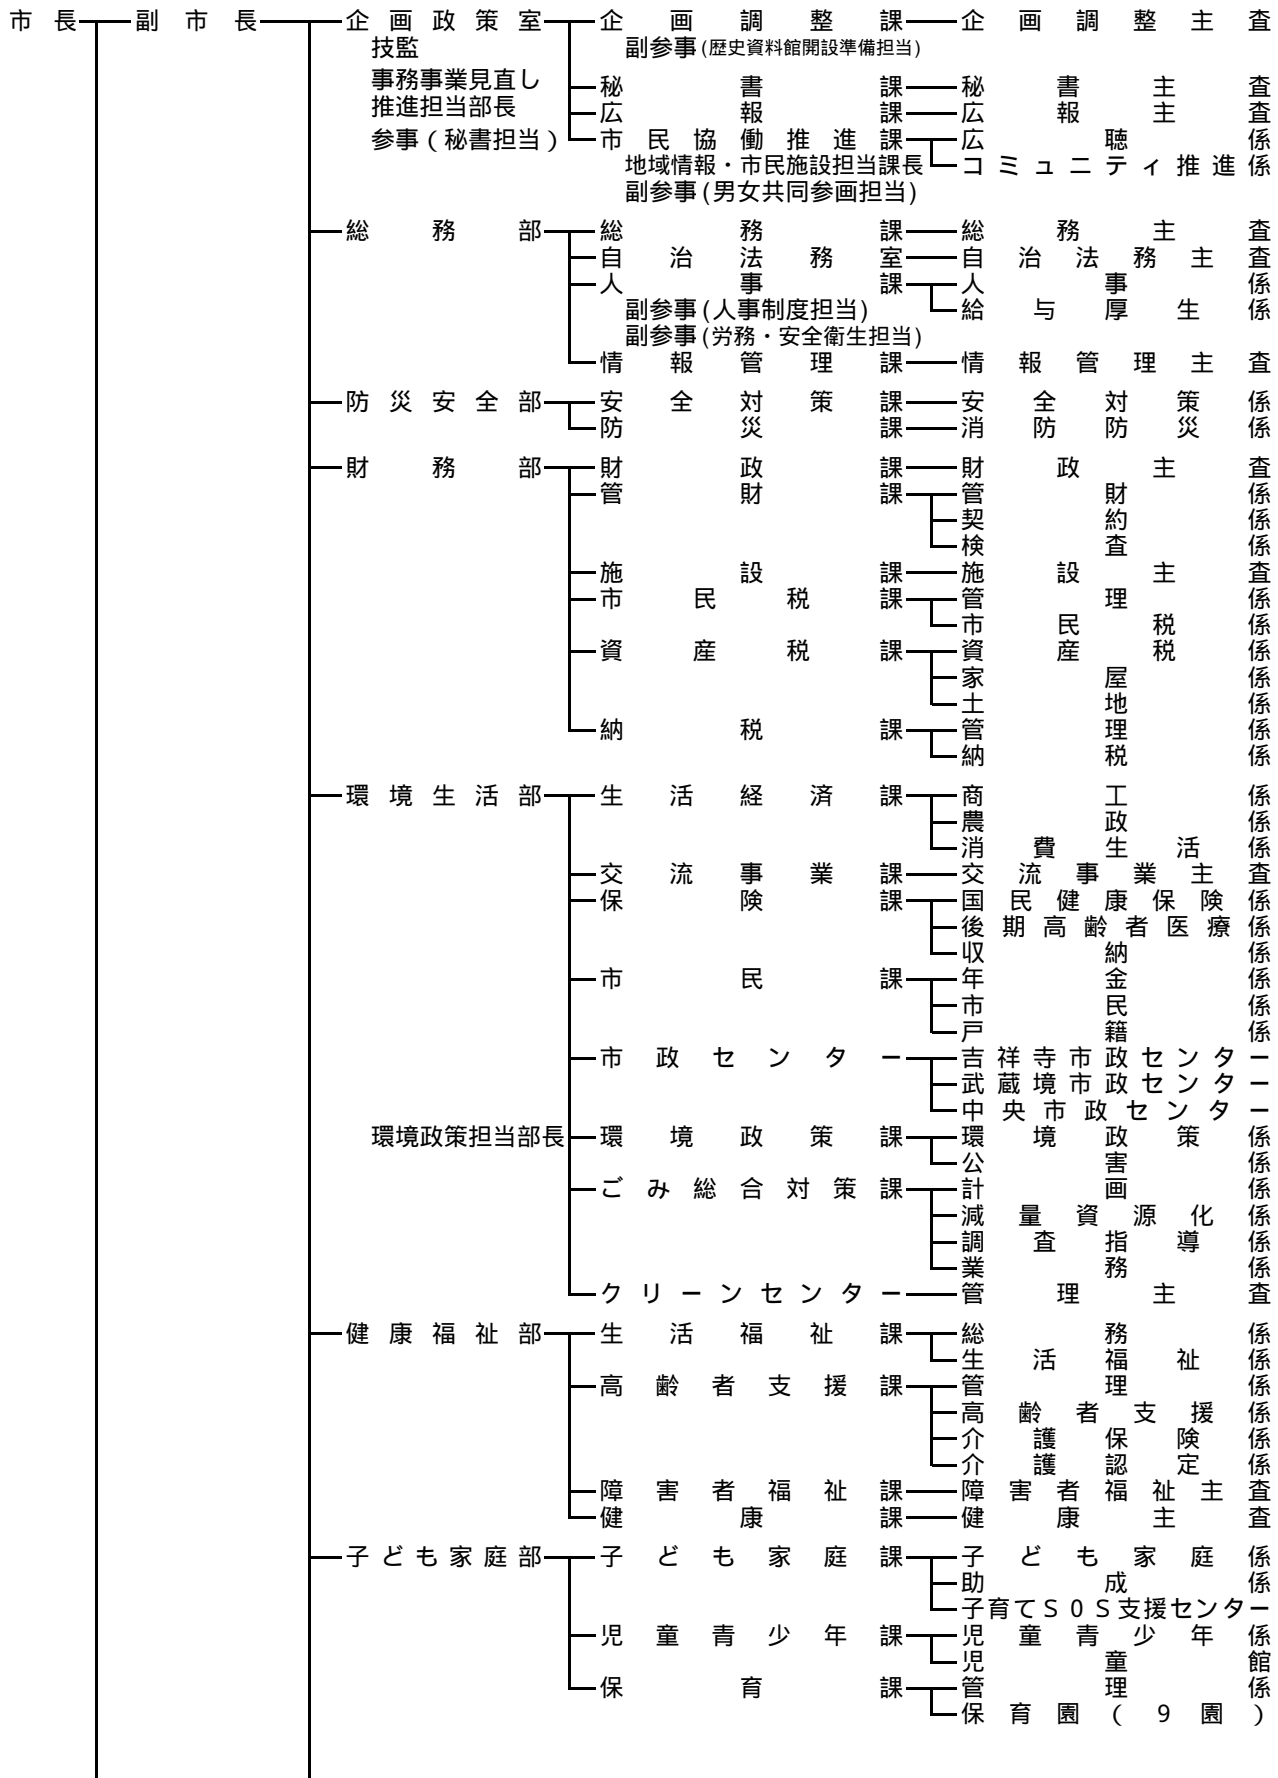 市長 副市長 企画政策室 企画調整課 企画調整主査
技監 副参事(歴史資料館開設準備担当)
事務事業見直し 秘書課 秘書主査
推進担当部長 広報課 広報主査
参事(秘書担当) 市民協働推進課 広聴係
地域情報・市民施設担当課長 コミュニティ推進係
副参事(男女共同参画担当)
総務部 総務課 総務主査
自治法務室 自治法務主査
人事課 人事係
副参事(人事制度担当) 給与厚生係
副参事(労務・安全衛生担当)
情報管理課 情報管理主査
防災安全部 安全対策課 安全対策係
防災課 消防防災係
財務部 財政課 財政主査
管財課 管財係
契約係
検査係
施設課 施設主査
市民税課 管理係
市民税係
資産税課 資産税係
家屋係
土地係
納税課 管理係
納税係
環境生活部 生活経済課 商工係
農政係
消費生活係
交流事業課 交流事業主査
保険課 国民健康保険係
後期高齢者医療係
収納係
市民課 年金係
市民係
戸籍係
市政センター 吉祥寺市政センター
武蔵境市政センター
中央市政センター
環境政策担当部長 環境政策課 環境政策係
公害係
ごみ総合対策課 計画係
減量資源化係
調査指導係
業務係
クリーンセンター 管理主査
健康福祉部 生活福祉課 総務係
生活福祉係
高齢者支援課 管理係
高齢者支援係
介護保険係
介護認定係
障害者福祉課 障害者福祉主査
健康課 健康主査
子ども家庭部 子ども家庭課 子ども家庭係
助成係
子育てS0S支援センター
児童青少年課 児童青少年係
児童館
保育課 管理係
保育園(9園)